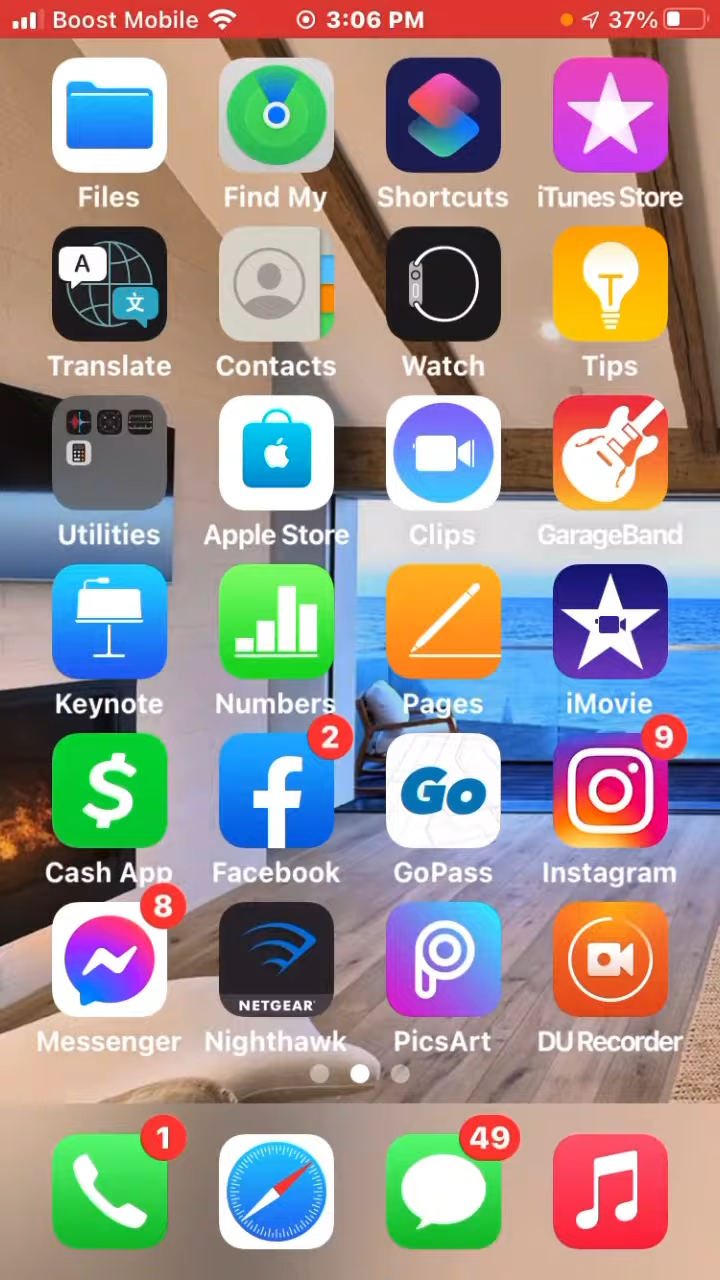 Boost Mobile 3:06 PM 37%
Files Find My Shortcuts iTunes Store
A 文
Translate Contacts Watch Tips
Utilities Apple Store Clips GarageBand
Keynote Numbers Pages iMovie
2 9
$ f Go
Cash App Facebook GoPass Instagram
8
NETGEAR
Messenger Nighthawk PicsArt DU Recorder
1 49